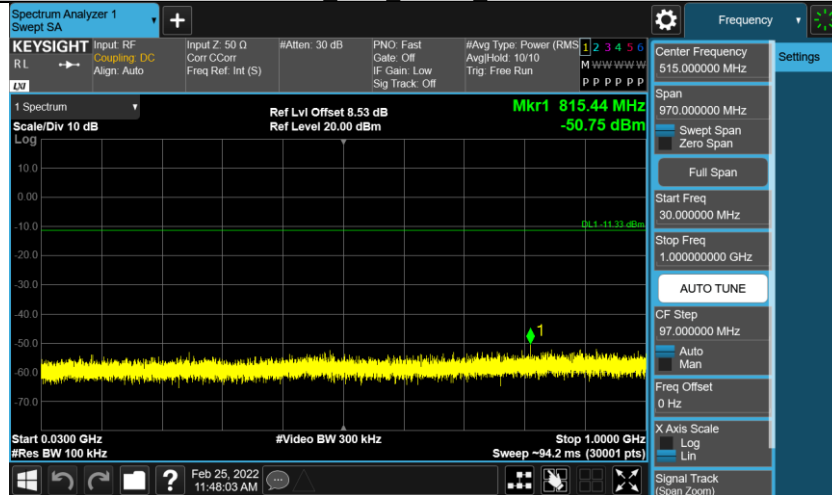 Spectrum Analyzer 1
Swept SA
Frequency
KEYSIGHT
RL
LXI
Input: RF
Coupling: DC
Align: Auto
Input Z: 50 Ω
Corr CCorr
Freq Ref: Int (S)
#Atten: 30 dB
PNO: Fast
Gate: Off
IF Gain: Low
Sig Track: Off
#Avg Type: Power (RMS
Avg|Hold: 10/10
Trig: Free Run
1 2 3 4 5 6
M W W W W W
P P P P P P
Center Frequency
515.000000 MHz
Settings
Span
970.000000 MHz
Swept Span
Zero Span
Full Span
Start Freq
30.000000 MHz
Stop Freq
1.000000000 GHz
AUTO TUNE
CF Step
97.000000 MHz
Auto
Man
Freq Offset
0 Hz
X Axis Scale
Log
Lin
Signal Track
(Span Zoom)
1 Spectrum
Scale/Div 10 dB
Log
Ref Lvl Offset 8.53 dB
Ref Level 20.00 dBm
Mkr1 815.44 MHz
-50.75 dBm
10.0
0.00
-10.0
DL1 -11.33 dBm
-20.0
-30.0
-40.0
1
-50.0
-60.0
-70.0
Start 0.0300 GHz
#Res BW 100 kHz
#Video BW 300 kHz
Stop 1.0000 GHz
Sweep ~94.2 ms (30001 pts)
?
Feb 25, 2022
11:48:03 AM